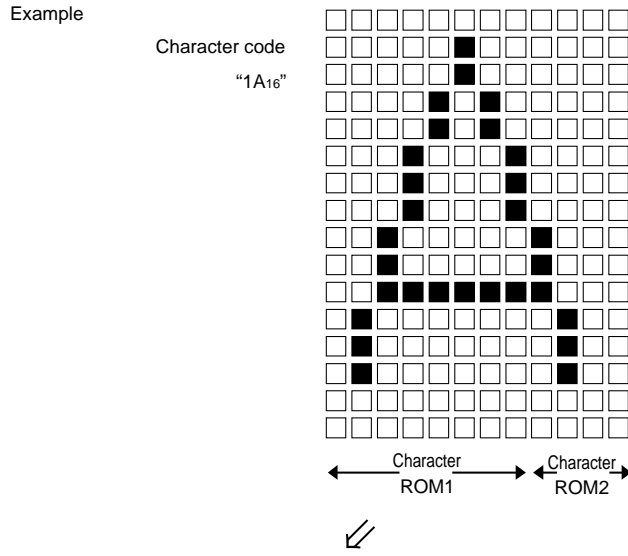 Example
Character code
“1A16”
Character Character
ROM1 ROM2